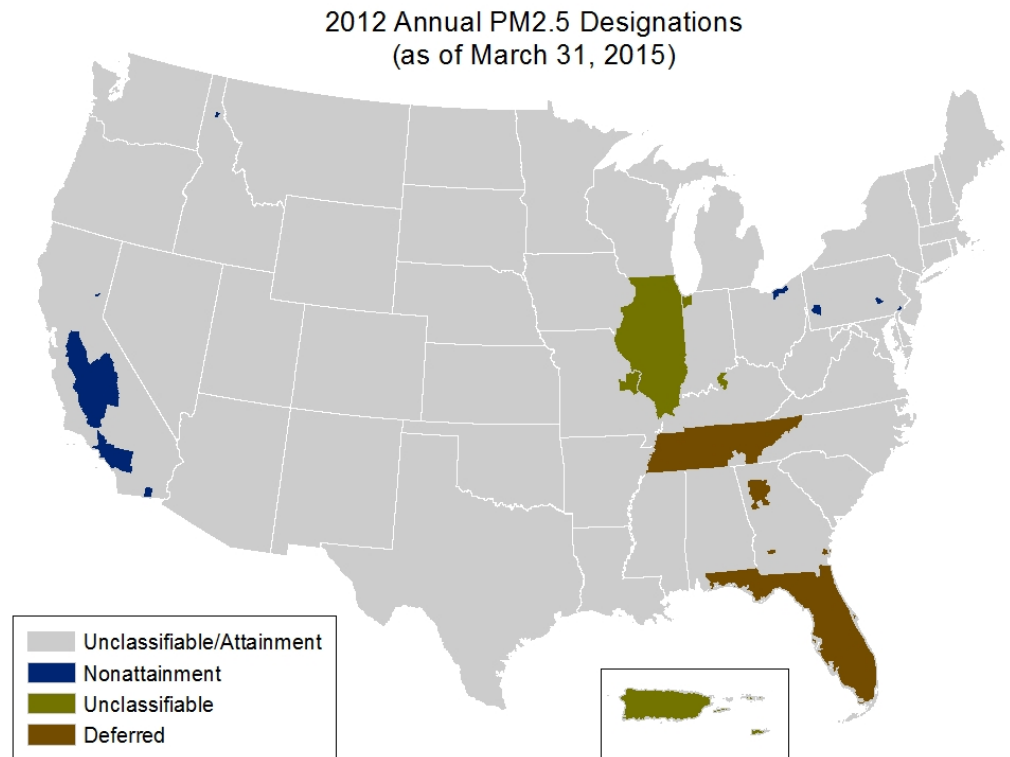 2012 Annual PM2.5 Designations
(as of March 31, 2015)
Unclassifiable/Attainment
Nonattainment
Unclassifiable
Deferred